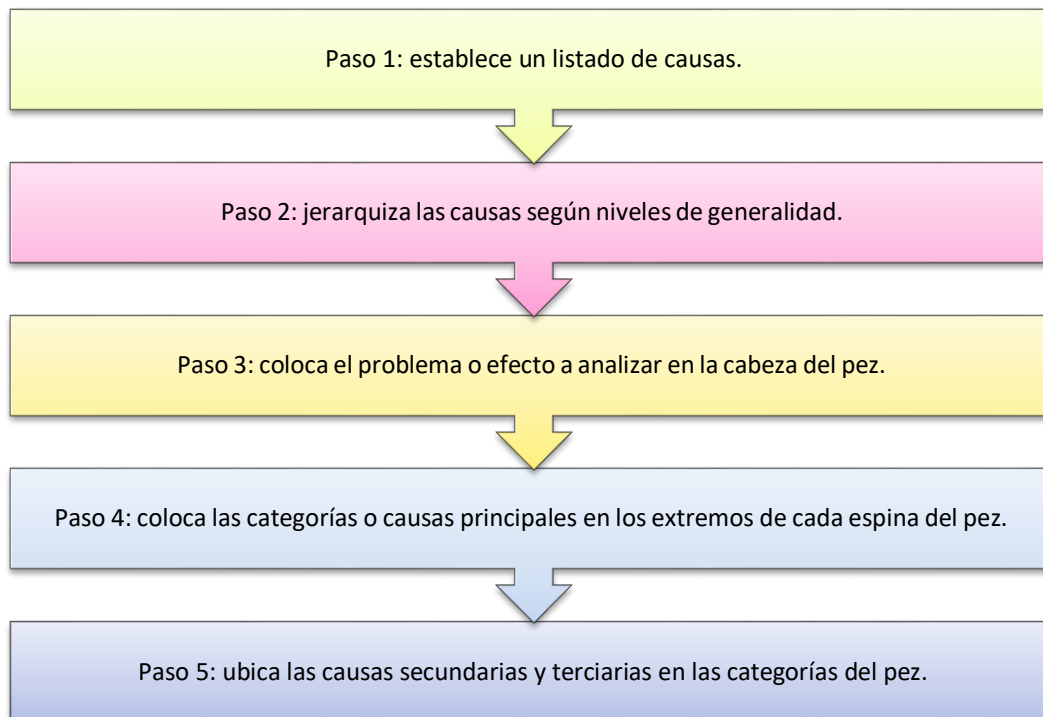 Paso 1: establece un listado de causas.
Paso 2: jerarquiza las causas según niveles de generalidad.
Paso 3: coloca el problema o efecto a analizar en la cabeza del pez.
Paso 4: coloca las categorías o causas principales en los extremos de cada espina del pez.
Paso 5: ubica las causas secundarias y terciarias en las categorías del pez.